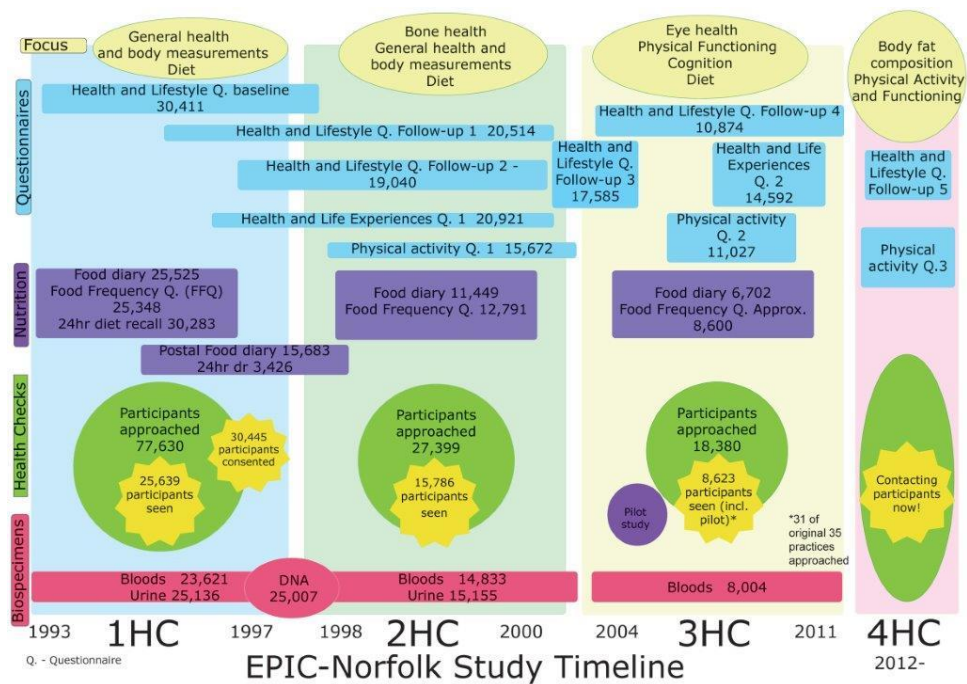 Focus
General health
and body measurements
Diet
Bone health
General health and
body measurements
Diet
Eye health
Physical Functioning
Cognition
Diet
Body fat
composition
Physical Activity
and Functioning
Questionnaires
Health and Lifestyle Q. baseline
30,411
Health and Lifestyle Q. Follow-up 1 20,514
Health and Lifestyle Q. Follow-up 2 -
19,040
Health and Life Experiences Q. 1 20,921
Physical activity Q. 1 15,672
Health and
Lifestyle Q.
Follow-up 3
17,585
Health and Lifestyle Q. Follow-up 4
10,874
Health and Life
Experiences
Q. 2
14,592
Physical activity
Q. 2
11,027
Health and
Lifestyle Q.
Follow-up 5
Physical
activity Q.3
Nutrition
Food diary 25,525
Food Frequency Q. (FFQ)
25,348
24hr diet recall 30,283
Postal Food diary 15,683
24hr dr 3,426
Food diary 11,449
Food Frequency Q. 12,791
Food diary 6,702
Food Frequency Q. Approx.
8,600
Health Checks
Participants
approached
77,630
30,445
participants
consented
25,639
participants
seen
Participants
approached
27,399
15,786
participants
seen
Participants
approached
18,380
8,623
participants
seen (incl.
pilot)*
Pilot
study
*31 of
original 35
practices
approached
Contacting
participants
now!
Biospecimens
Bloods 23,621
Urine 25,136
DNA
25,007
Bloods 14,833
Urine 15,155
Bloods 8,004
1993 1HC 1997 1998 2HC 2000 2004 3HC 2011 4HC
2012-
Q. - Questionnaire
EPIC-Norfolk Study Timeline